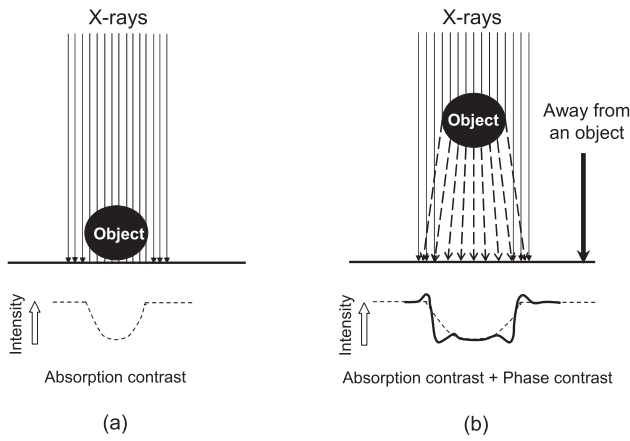 X-rays
Object
Intensity
Absorption contrast
(a)
X-rays
Object
Away from
an object
Intensity
Absorption contrast + Phase contrast
(b)